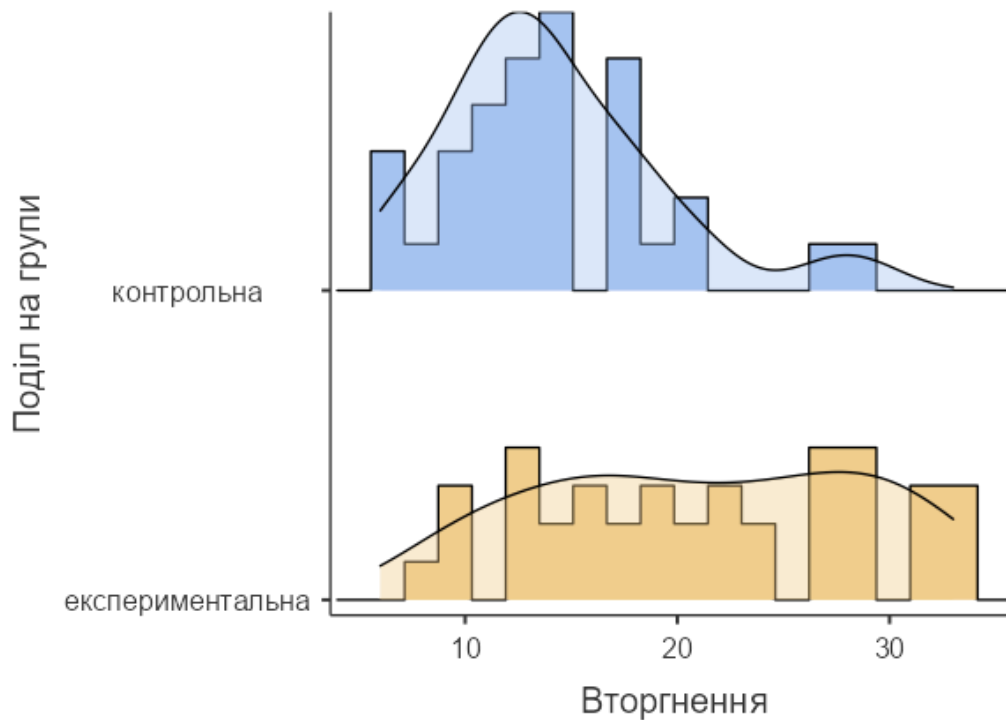 Поділ на групи
контрольна
експериментальна
10 20 30
Вторгнення